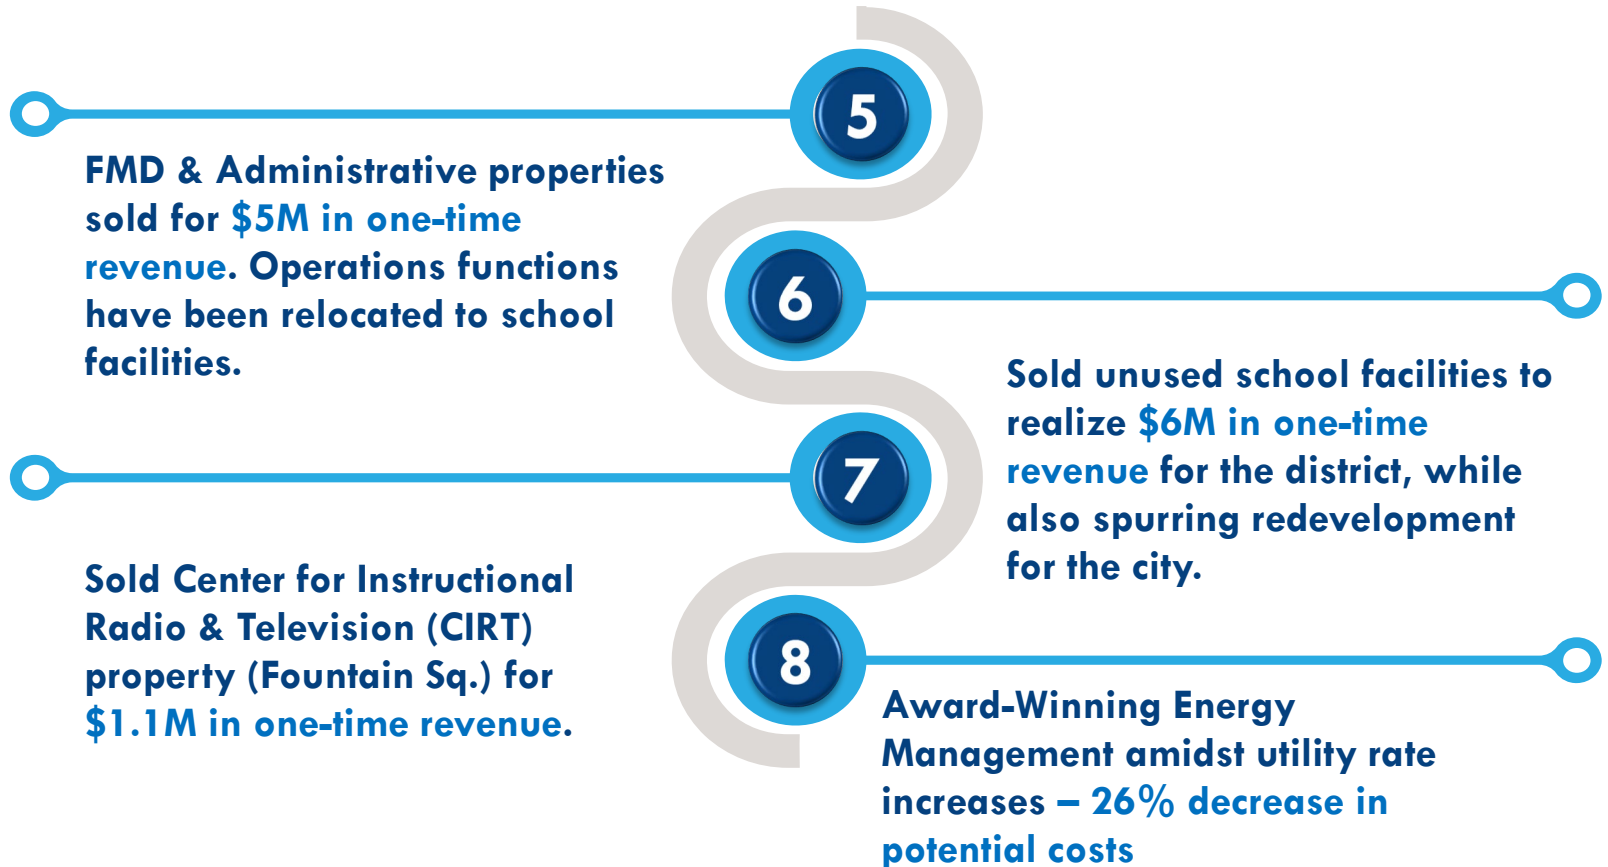 5
FMD & Administrative properties
sold for $5M in one-time
revenue. Operations functions
have been relocated to school
facilities.
6
Sold unused school facilities to
realize $6M in one-time
revenue for the district, while
also spurring redevelopment
for the city.
7
Sold Center for Instructional
Radio & Television (CIRT)
property (Fountain Sq.) for
$1.1M in one-time revenue.
8
Award-Winning Energy
Management amidst utility rate
increases – 26% decrease in
potential costs